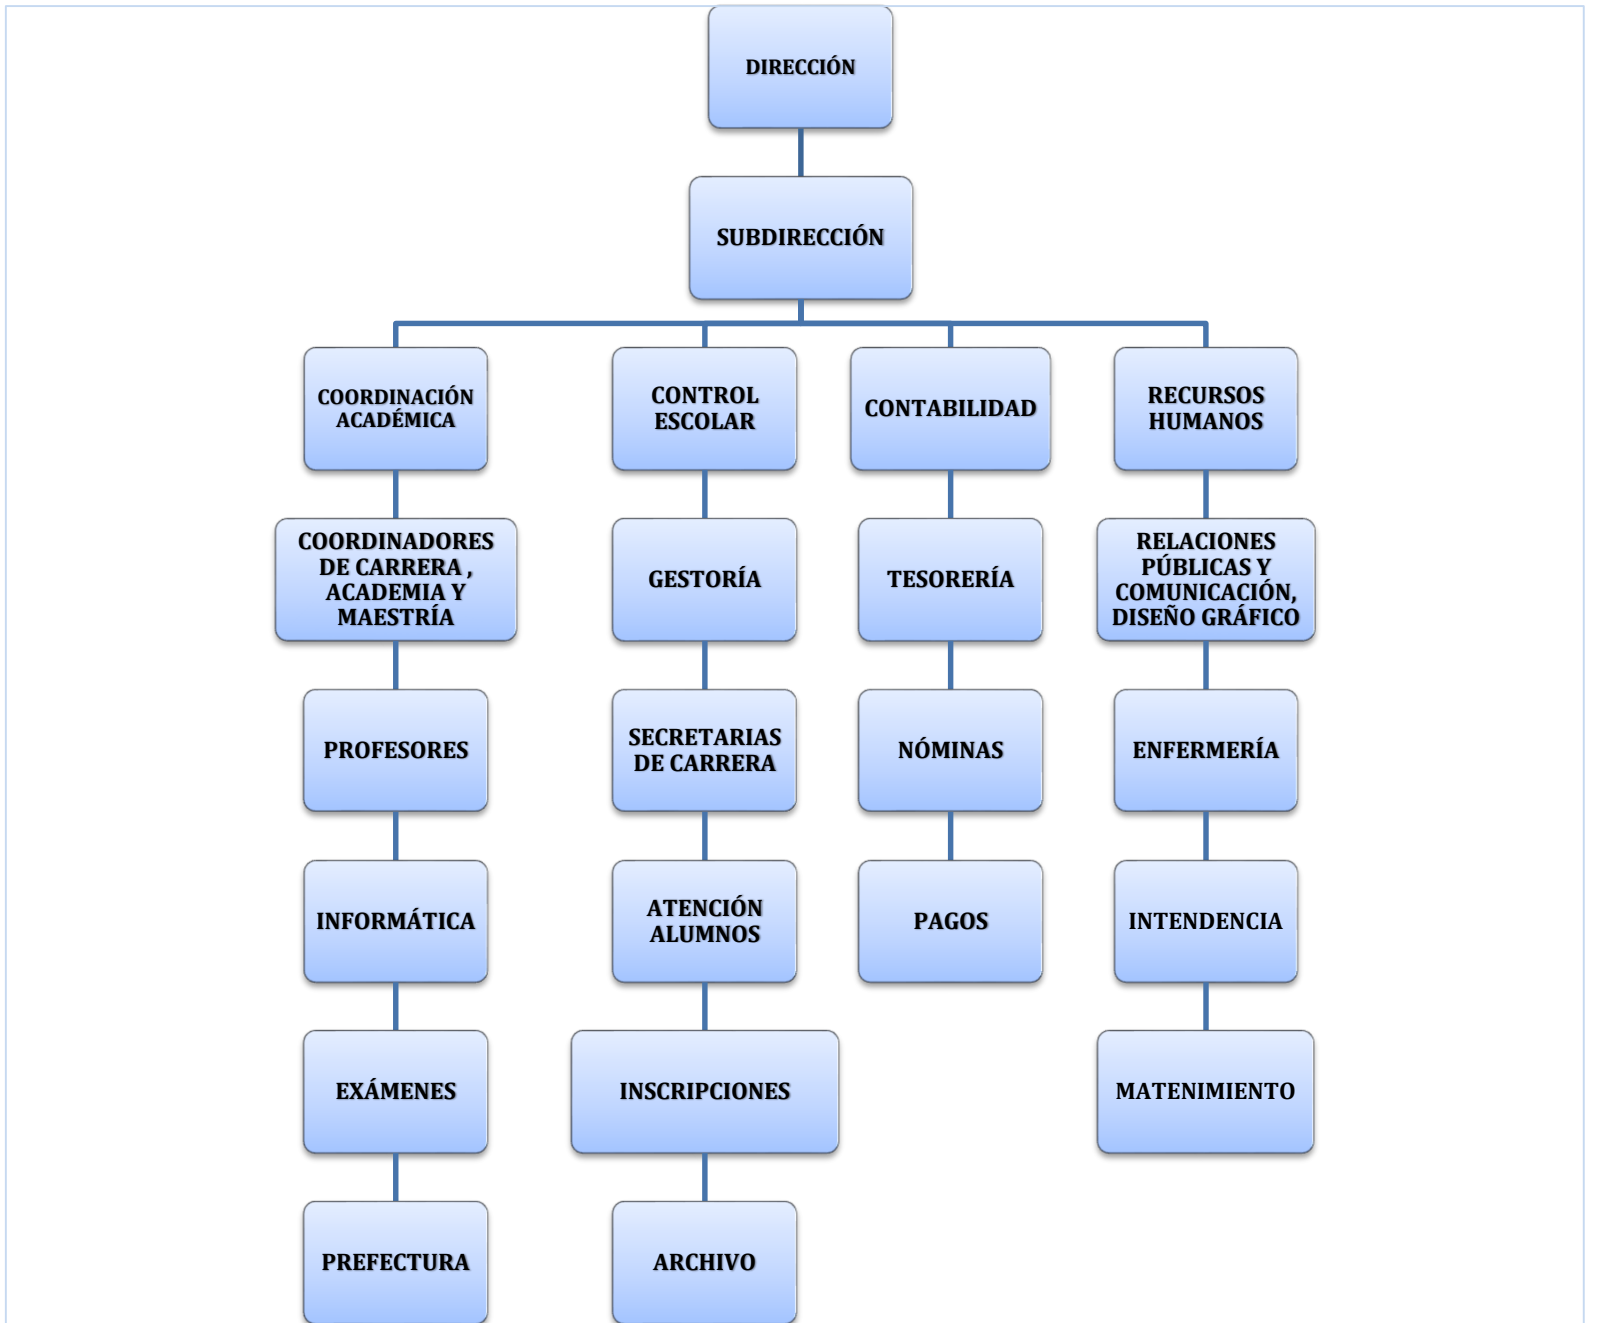 DIRECCIÓN
SUBDIRECCIÓN
COORDINACIÓN
ACADÉMICA
CONTROL
ESCOLAR
CONTABILIDAD
RECURSOS
HUMANOS
COORDINADORES
DE CARRERA ,
ACADEMIA Y
MAESTRÍA
GESTORÍA
TESORERÍA
RELACIONES
PÚBLICAS Y
COMUNICACIÓN,
DISEÑO GRÁFICO
PROFESORES
SECRETARIAS
DE CARRERA
NÓMINAS
ENFERMERÍA
INFORMÁTICA
ATENCIÓN
ALUMNOS
PAGOS
INTENDENCIA
EXÁMENES
INSCRIPCIONES
MATENIMIENTO
PREFECTURA
ARCHIVO